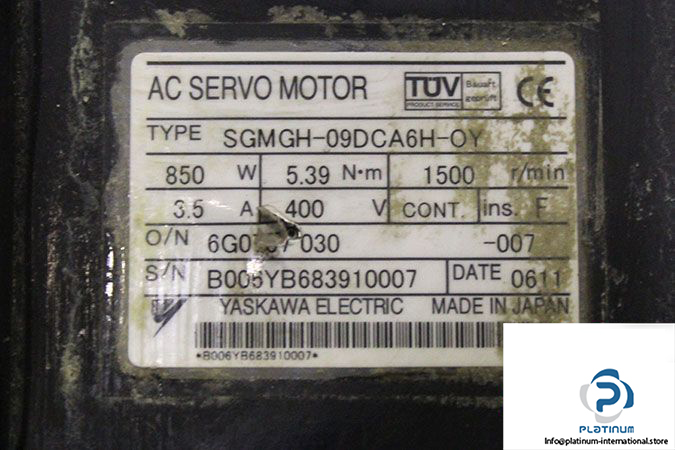 AC SERVO MOTOR TÜV Bauart geprüft CE
PRODUCT SERVICE
TYPE SGMGH-09DCA6H-OY
850 W 5.39 N·m 1500 r/min
3.5 A 400 V CONT. ins. F
O/N 030 -007
S/N B006YB683910007 DATE 0611
YASKAWA ELECTRIC MADE IN JAPAN
*B006YB683910007*
PLATINUM
Info@platinum-international.store